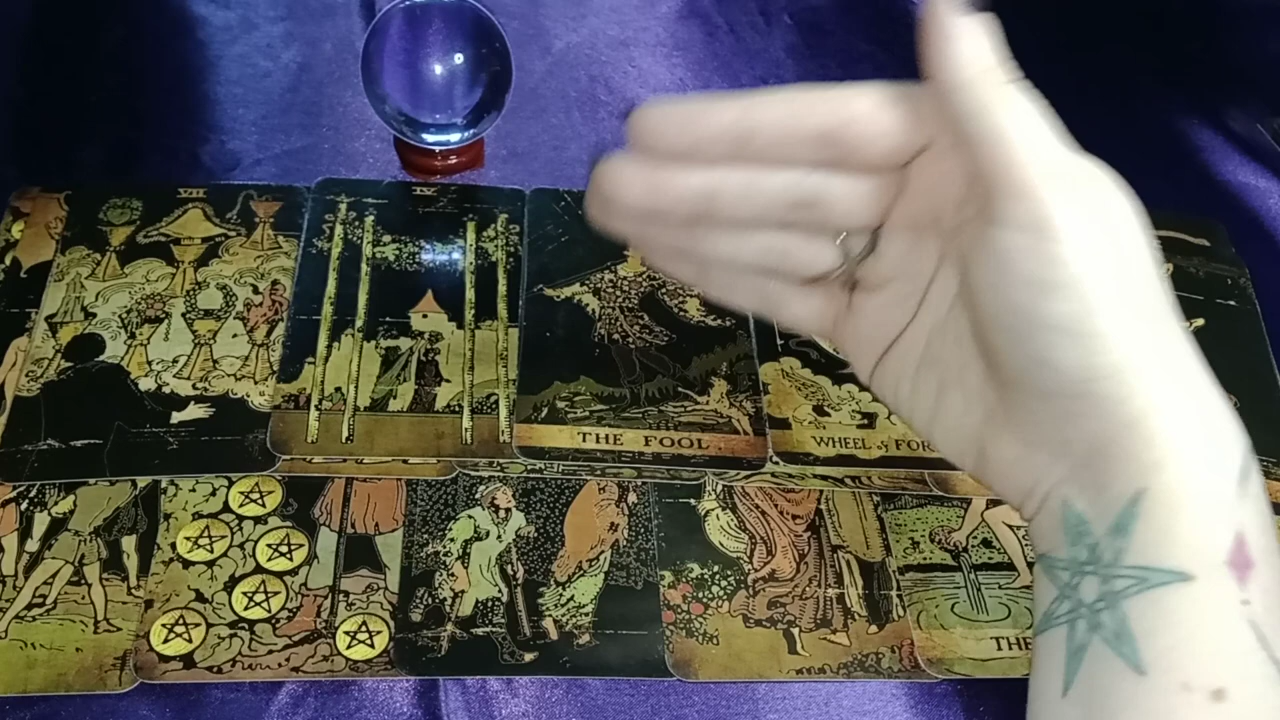 VII
IV
THE FOOL
WHEEL of FOR
THE